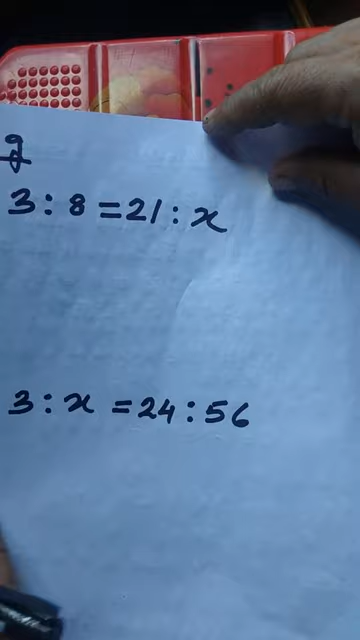 3 : 8 = 21 : x
3 : x = 24 : 56